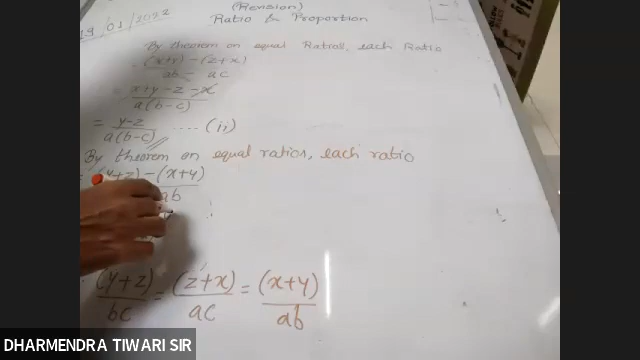 (Revision)
19/01/2022
Ratio & Proportion
By theorem on equal Ratios, each Ratio
(x+y) - (z+x)
ab - ac
= x+y-z-x
a(b-c)
= y-z
a(b-c) .... (ii)
By theorem on equal ratios, each ratio
(y+z) - (x+y)
ab
(y+z) = (z+x) = (x+y)
bc ac ab
DHARMENDRA TIWARI SIR